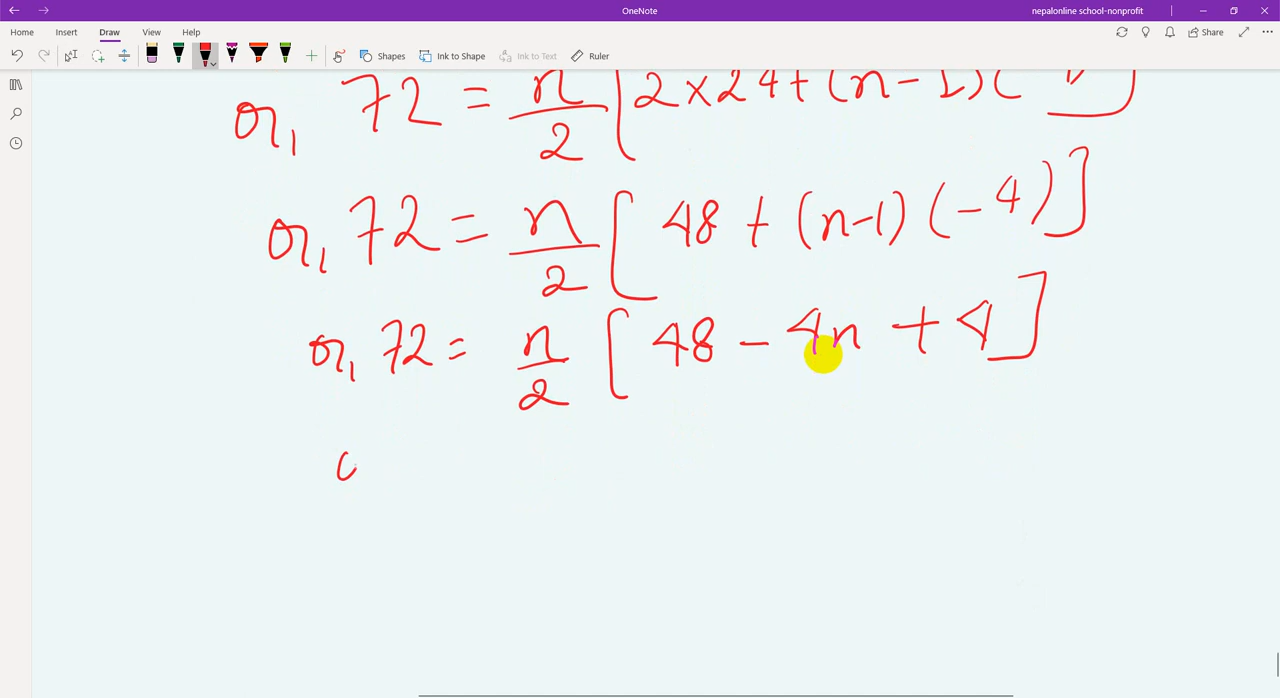 OneNote
nepalonline school-nonprofit
Home Insert Draw View Help
Share
Shapes Ink to Shape Ink to Text Ruler
or, 72 = n/2 [2×24+(n-1)(
or, 72 = n/2 [48 + (n-1)(-4)]
or, 72 = n/2 [48 - 4n + 4]